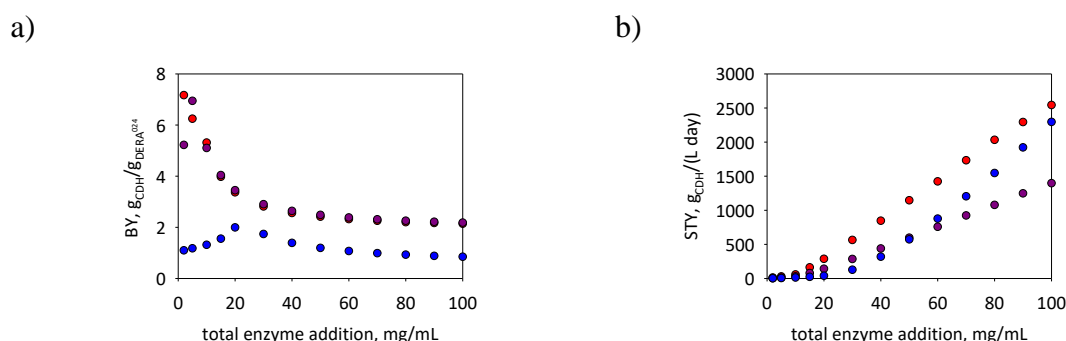 a)
b)
8
6
4
2
0
BY, g_CDH/g_DERA^024
0 20 40 60 80 100
total enzyme addition, mg/mL
3000
2500
2000
1500
1000
500
0
STY, g_CDH/(L day)
0 20 40 60 80 100
total enzyme addition, mg/mL